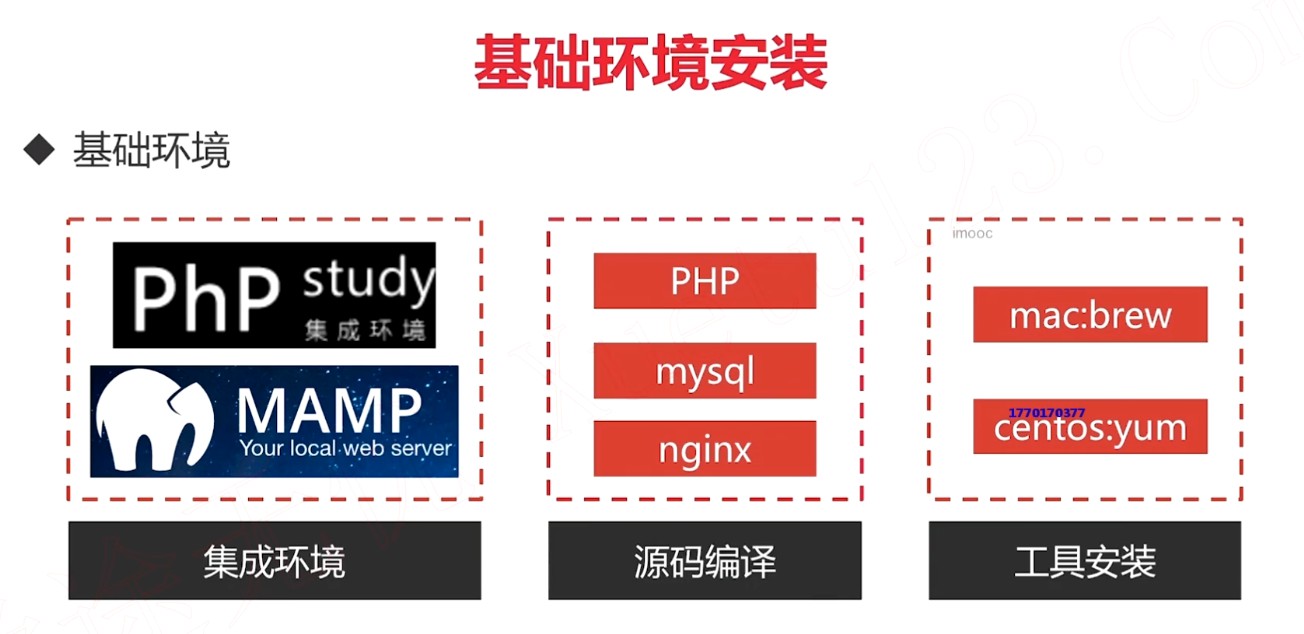 基础环境安装
◆ 基础环境
PhP study
集成环境
MAMP
Your local web server
集成环境
PHP
mysql
nginx
源码编译
imooc
mac:brew
1770170377
centos:yum
工具安装